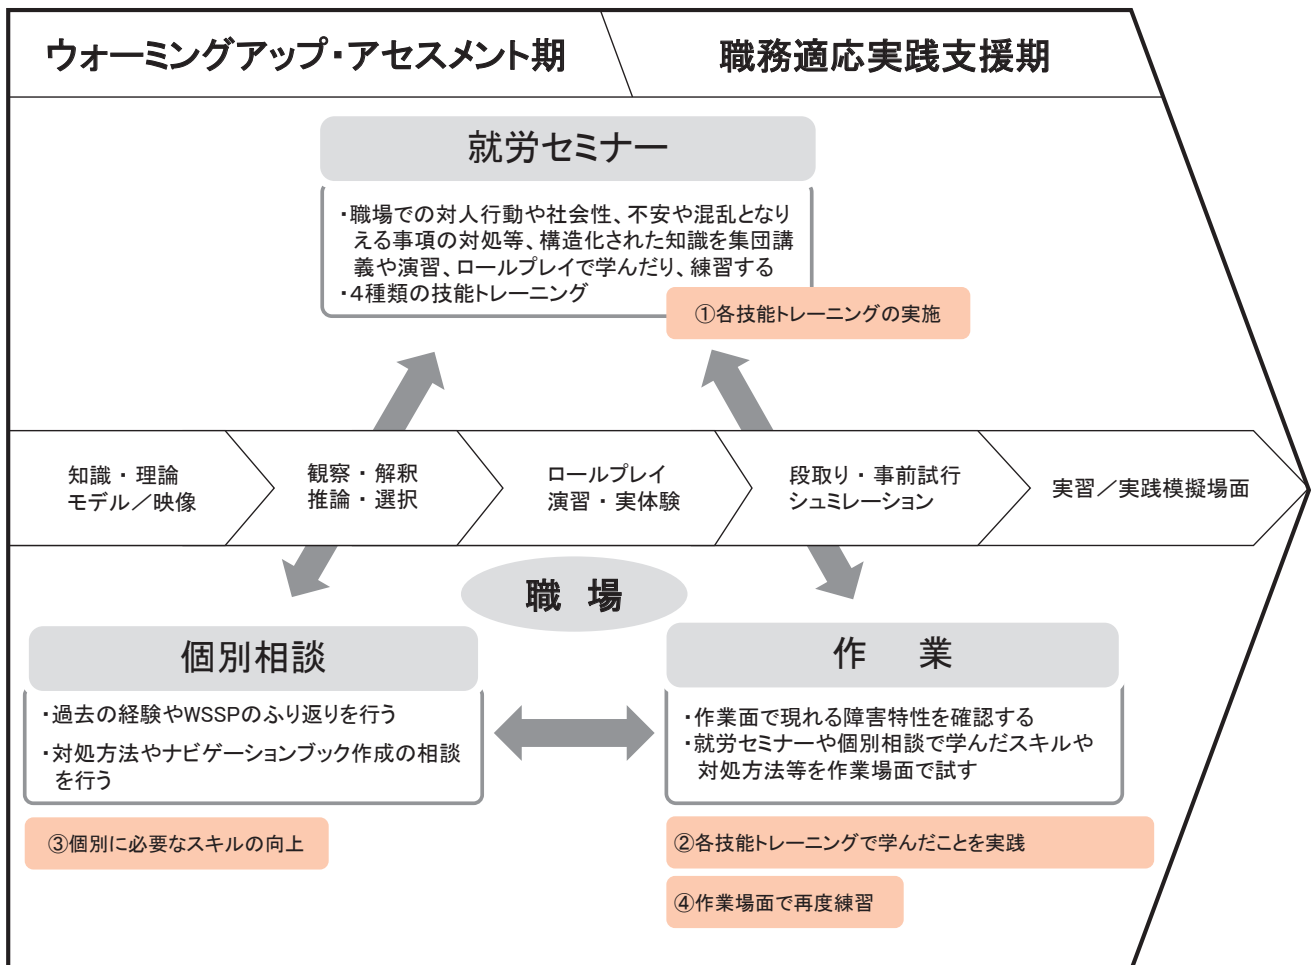 ウォーミングアップ・アセスメント期
職務適応実践支援期
就労セミナー
・職場での対人行動や社会性、不安や混乱となり
える事項の対処等、構造化された知識を集団講
義や演習、ロールプレイで学んだり、練習する
・4種類の技能トレーニング
①各技能トレーニングの実施
知識・理論
モデル／映像
観察・解釈
推論・選択
ロールプレイ
演習・実体験
段取り・事前試行
シュミレーション
実習／実践模擬場面
職 場
個別相談
・過去の経験やWSSPのふり返りを行う
・対処方法やナビゲーションブック作成の相談
を行う
③個別に必要なスキルの向上
作 業
・作業面で現れる障害特性を確認する
・就労セミナーや個別相談で学んだスキルや
対処方法等を作業場面で試す
②各技能トレーニングで学んだことを実践
④作業場面で再度練習